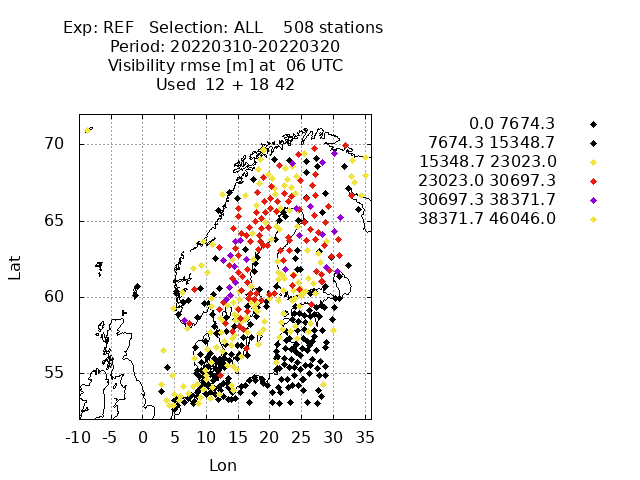 Exp: REF   Selection: ALL    508 stations
Period: 20220310-20220320
Visibility rmse [m] at  06 UTC
Used  12 + 18 42
0.0 7674.3
7674.3 15348.7
15348.7 23023.0
23023.0 30697.3
30697.3 38371.7
38371.7 46046.0
70
65
60
55
Lat
-10 -5 0 5 10 15 20 25 30 35
Lon